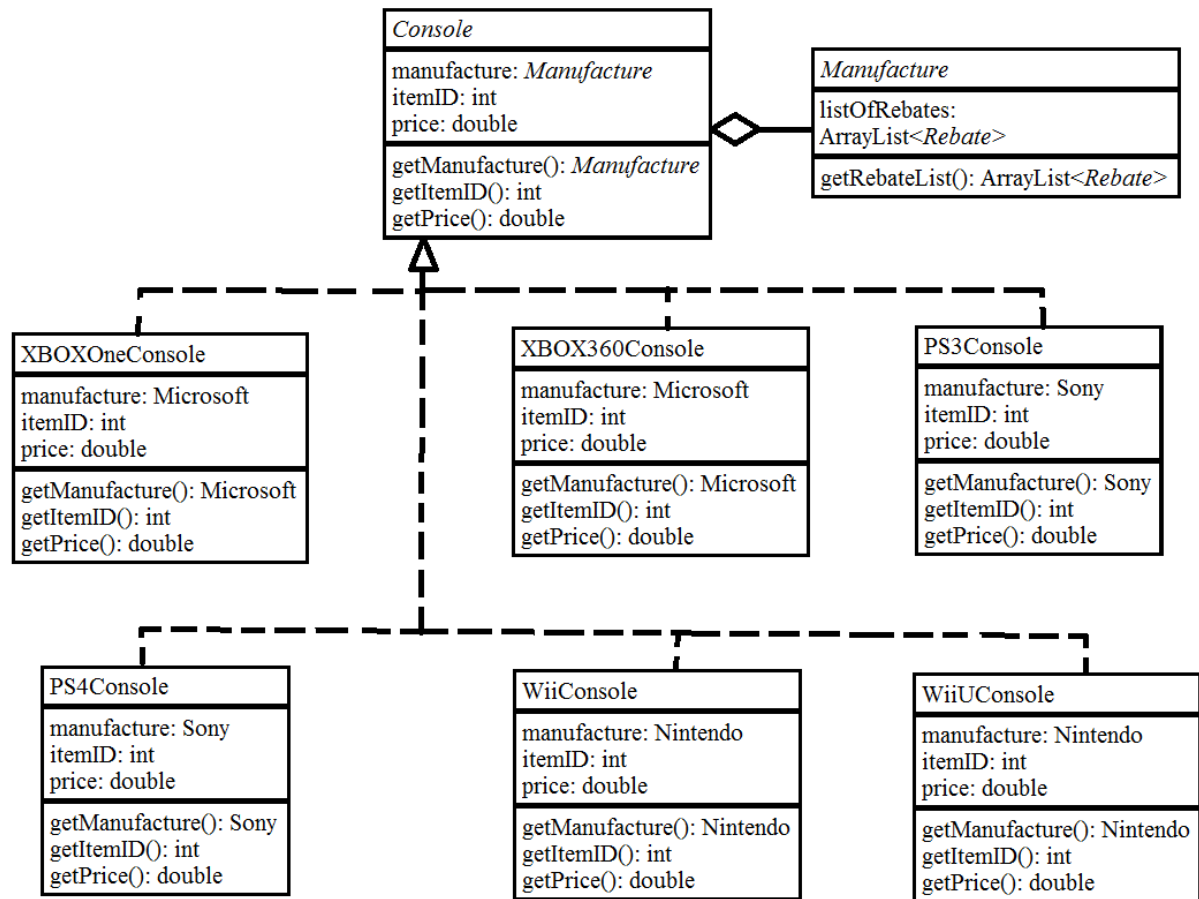 Console
manufacture: Manufacture
itemID: int
price: double
getManufacture(): Manufacture
getItemID(): int
getPrice(): double
Manufacture
listOfRebates:
ArrayList<Rebate>
getRebateList(): ArrayList<Rebate>
XBOXOneConsole
manufacture: Microsoft
itemID: int
price: double
getManufacture(): Microsoft
getItemID(): int
getPrice(): double
XBOX360Console
manufacture: Microsoft
itemID: int
price: double
getManufacture(): Microsoft
getItemID(): int
getPrice(): double
PS3Console
manufacture: Sony
itemID: int
price: double
getManufacture(): Sony
getItemID(): int
getPrice(): double
PS4Console
manufacture: Sony
itemID: int
price: double
getManufacture(): Sony
getItemID(): int
getPrice(): double
WiiConsole
manufacture: Nintendo
itemID: int
price: double
getManufacture(): Nintendo
getItemID(): int
getPrice(): double
WiiUConsole
manufacture: Nintendo
itemID: int
price: double
getManufacture(): Nintendo
getItemID(): int
getPrice(): double